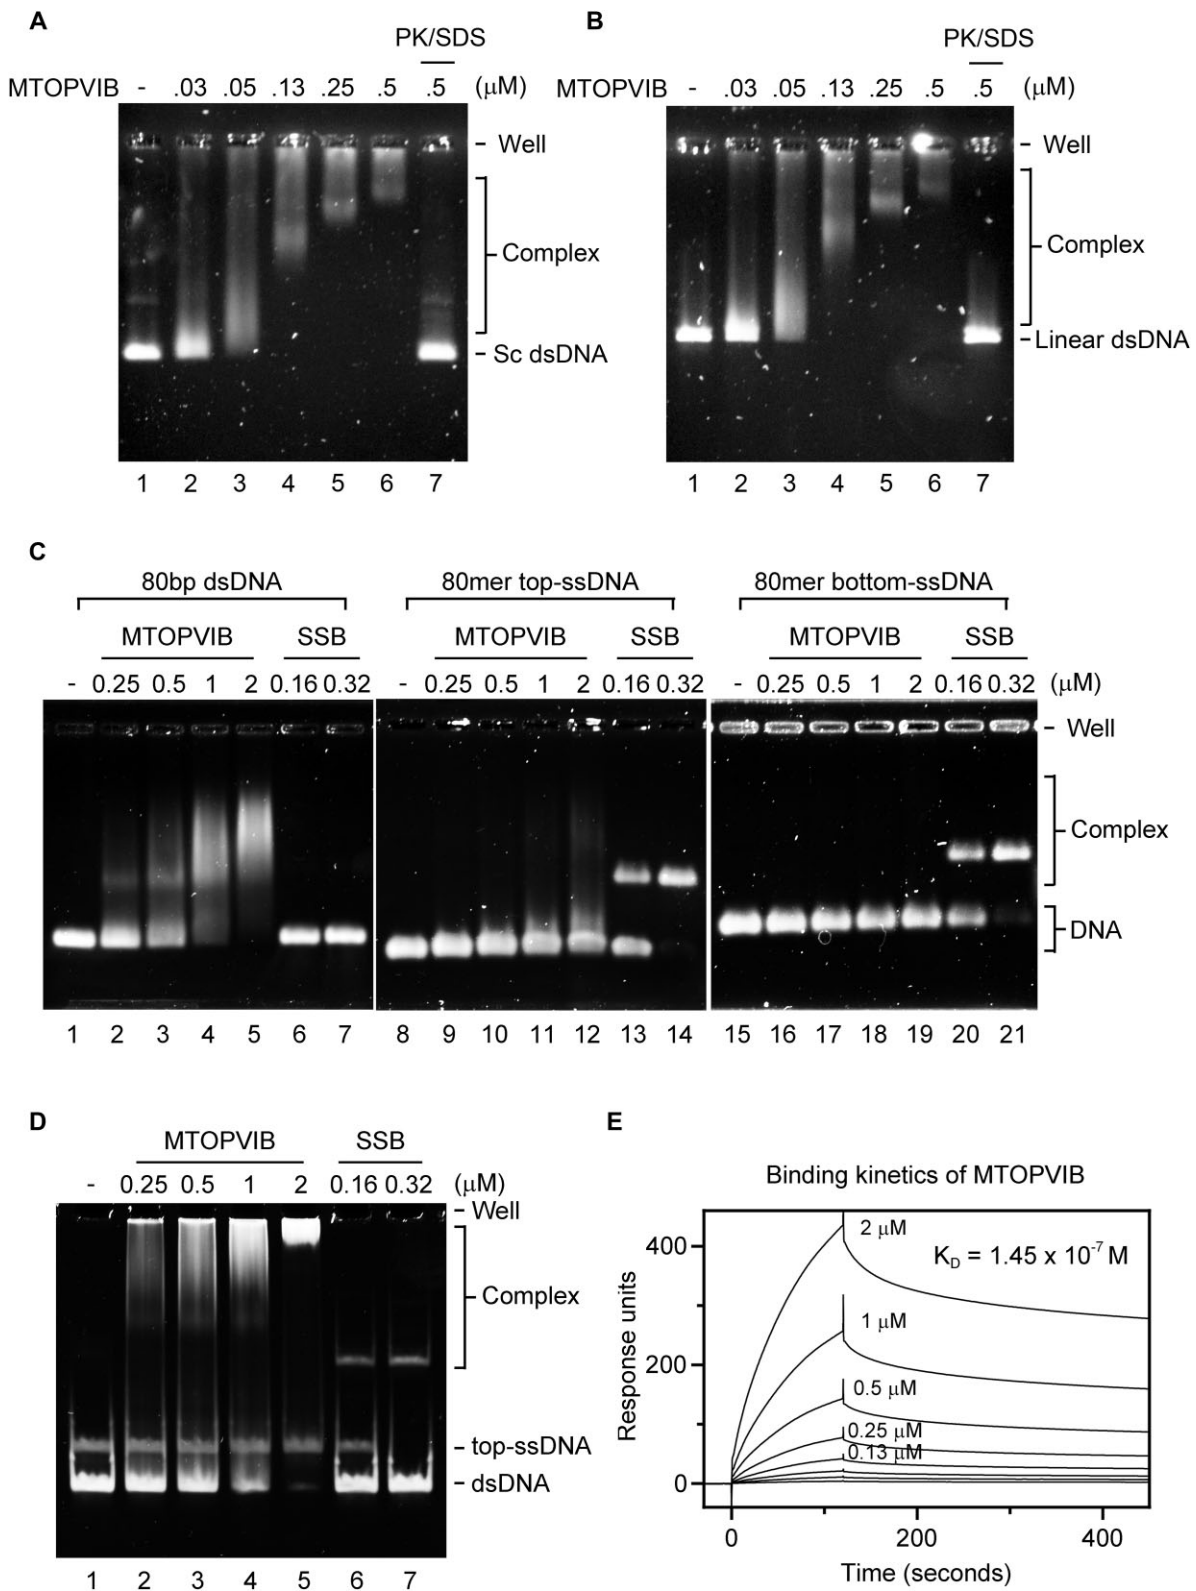 A
PK/SDS
MTOPVIB - .03 .05 .13 .25 .5 .5 (μM)
Well
Complex
Sc dsDNA
1 2 3 4 5 6 7
B
PK/SDS
MTOPVIB - .03 .05 .13 .25 .5 .5 (μM)
Well
Complex
Linear dsDNA
1 2 3 4 5 6 7
C
80bp dsDNA 80mer top-ssDNA 80mer bottom-ssDNA
MTOPVIB SSB MTOPVIB SSB MTOPVIB SSB
- 0.25 0.5 1 2 0.16 0.32 - 0.25 0.5 1 2 0.16 0.32 - 0.25 0.5 1 2 0.16 0.32 (μM)
Well
Complex
DNA
1 2 3 4 5 6 7 8 9 10 11 12 13 14 15 16 17 18 19 20 21
D
MTOPVIB SSB
- 0.25 0.5 1 2 0.16 0.32 (μM)
Well
Complex
top-ssDNA
dsDNA
1 2 3 4 5 6 7
E
Binding kinetics of MTOPVIB
2 μM
K_D = 1.45 x 10⁻⁷ M
1 μM
0.5 μM
0.25 μM
0.13 μM
400
200
0
Response units
0 200 400
Time (seconds)